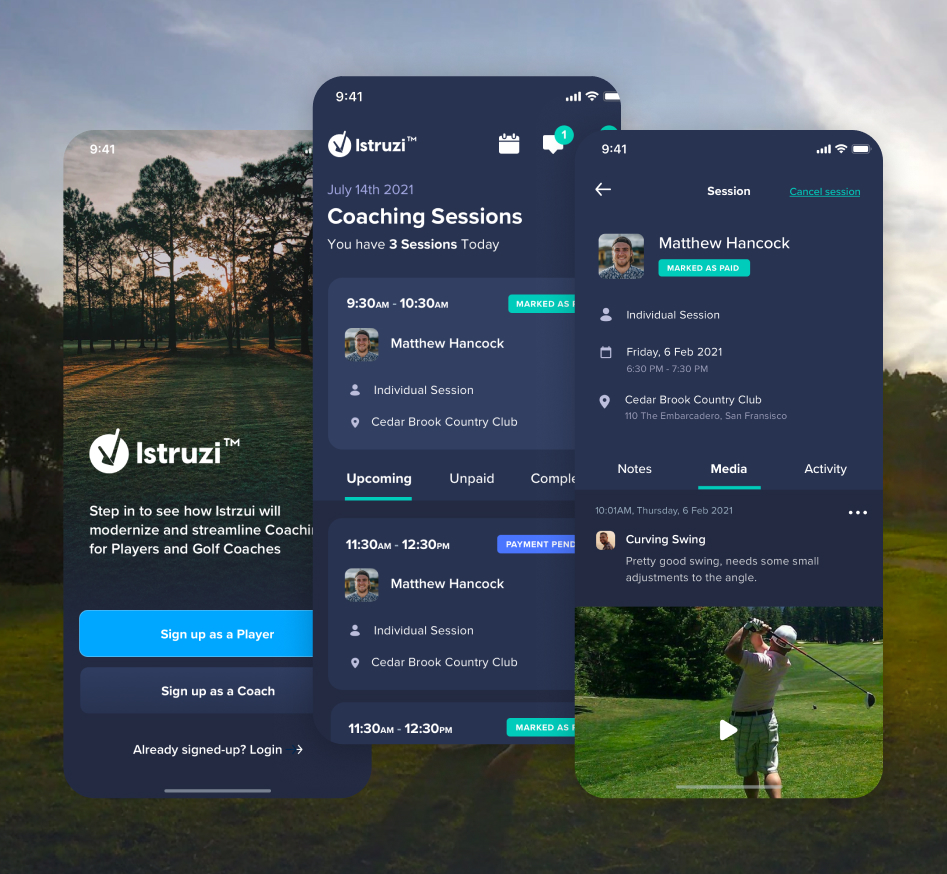 9:41
Istruzi™
Step in to see how Istrzui will
modernize and streamline
for Players and Golf Coaches
Sign up as a Player
Sign up as a Coach
Already signed-up? Login
9:41
Istruzi™
1
July 14th 2021
Coaching Sessions
You have 3 Sessions Today
9:30AM - 10:30AM
MARKED AS
Matthew Hancock
Individual Session
Cedar Brook Country Club
Upcoming Unpaid
11:30AM - 12:30PM
PAYMENT
Matthew Hancock
Individual Session
Cedar Brook Country Club
11:30AM - 12:30PM
MARKED AS
9:41
Session
Cancel session
Matthew Hancock
MARKED AS PAID
Individual Session
Friday, 6 Feb 2021
6:30 PM - 7:30 PM
Cedar Brook Country Club
110 The Embarcadero, San Fransisco
Notes Media Activity
10:01AM, Thursday, 6 Feb 2021
Curving Swing
Pretty good swing, needs some small
adjustments to the angle.